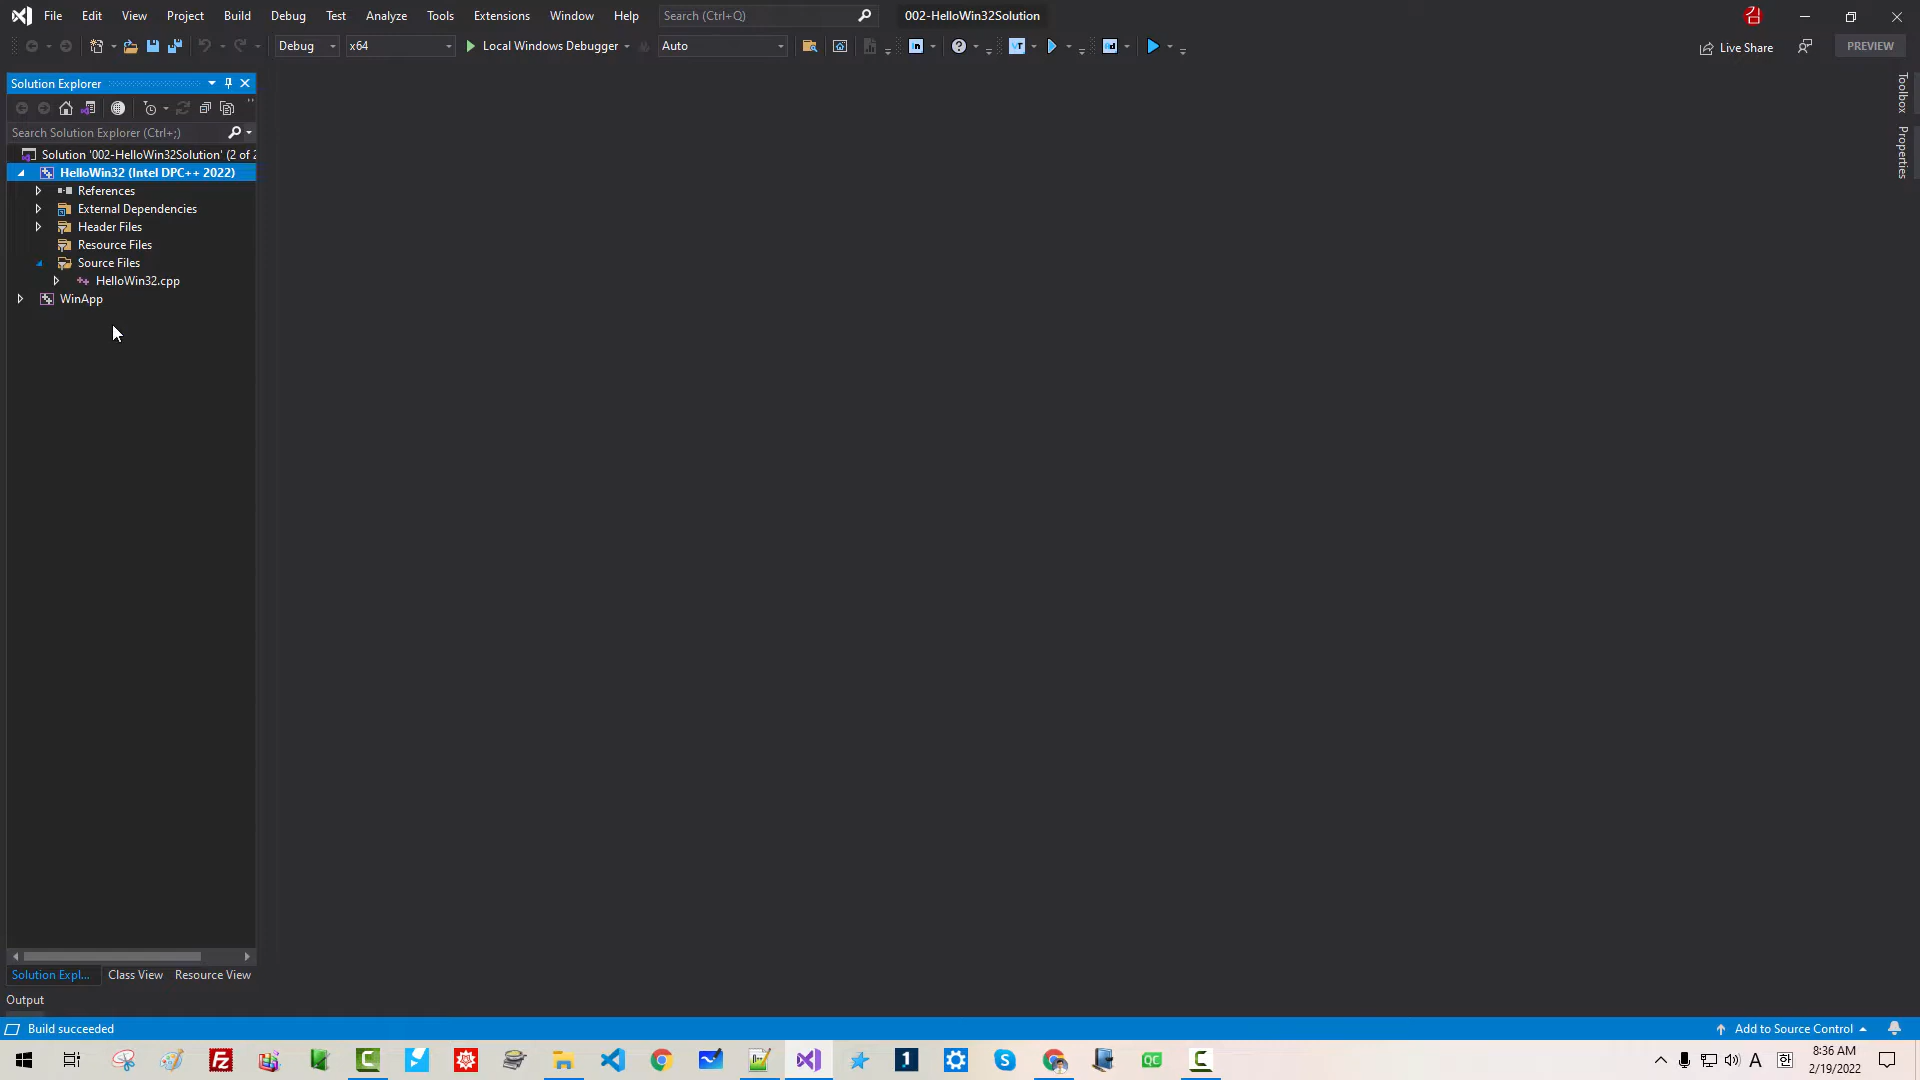 File Edit View Project Build Debug Test Analyze Tools Extensions Window Help Search (Ctrl+Q) 002-HelloWin32Solution
Debug x64 Local Windows Debugger Auto Live Share PREVIEW
Solution Explorer
Search Solution Explorer (Ctrl+;)
Solution '002-HelloWin32Solution' (2 of 2
HelloWin32 (Intel DPC++ 2022)
References
External Dependencies
Header Files
Resource Files
Source Files
HelloWin32.cpp
WinApp
Toolbox
Properties
Solution Expl... Class View Resource View
Output
Build succeeded Add to Source Control
8:36 AM
2/19/2022